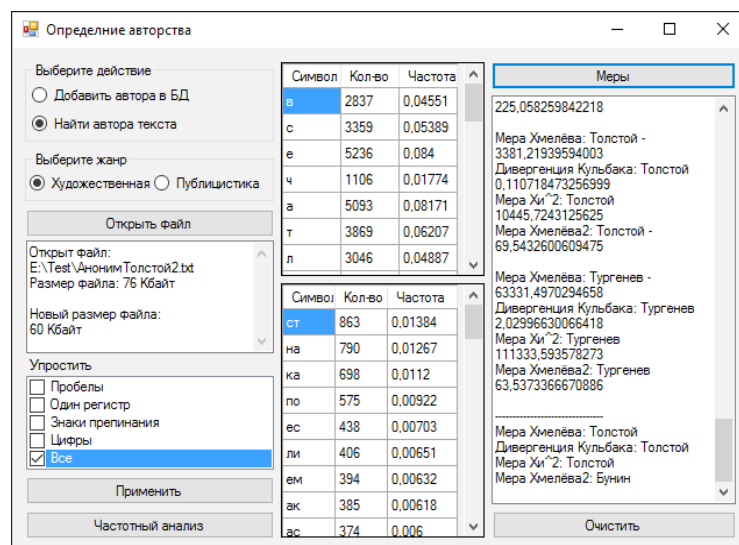 Определние авторства
Выберите действие
Добавить автора в БД
Найти автора текста
Выберите жанр
Художественная Публицистика
Открыть файл
Открыт файл:
E:\Test\АнонимТолстой2.txt
Размер файла: 76 Кбайт
Новый размер файла:
60 Кбайт
Упростить
Пробелы
Один регистр
Знаки препинания
Цифры
Все
Применить
Частотный анализ
Символ Кол-во Частота
в 2837 0,04551
с 3359 0,05389
е 5236 0,084
ч 1106 0,01774
а 5093 0,08171
т 3869 0,06207
л 3046 0,04887
Символ Кол-во Частота
ст 863 0,01384
на 790 0,01267
ка 698 0,0112
по 575 0,00922
ес 438 0,00703
ли 406 0,00651
ем 394 0,00632
ак 385 0,00618
ас 374 0,006
Меры
225,058259842218
Мера Хмелёва: Толстой -
3381,21939594003
Дивергенция Кульбака: Толстой
0,110718473256999
Мера Хи^2: Толстой
10445,7243125625
Мера Хмелёва2: Толстой -
69,5432600609475
Мера Хмелёва: Тургенев -
63331,4970294658
Дивергенция Кульбака: Тургенев
2,02996630066418
Мера Хи^2: Тургенев
111333,593578273
Мера Хмелёва2: Тургенев
63,5373366670886
-------------------------------
Мера Хмелёва: Толстой
Дивергенция Кульбака: Толстой
Мера Хи^2: Толстой
Мера Хмелёва2: Бунин
Очистить